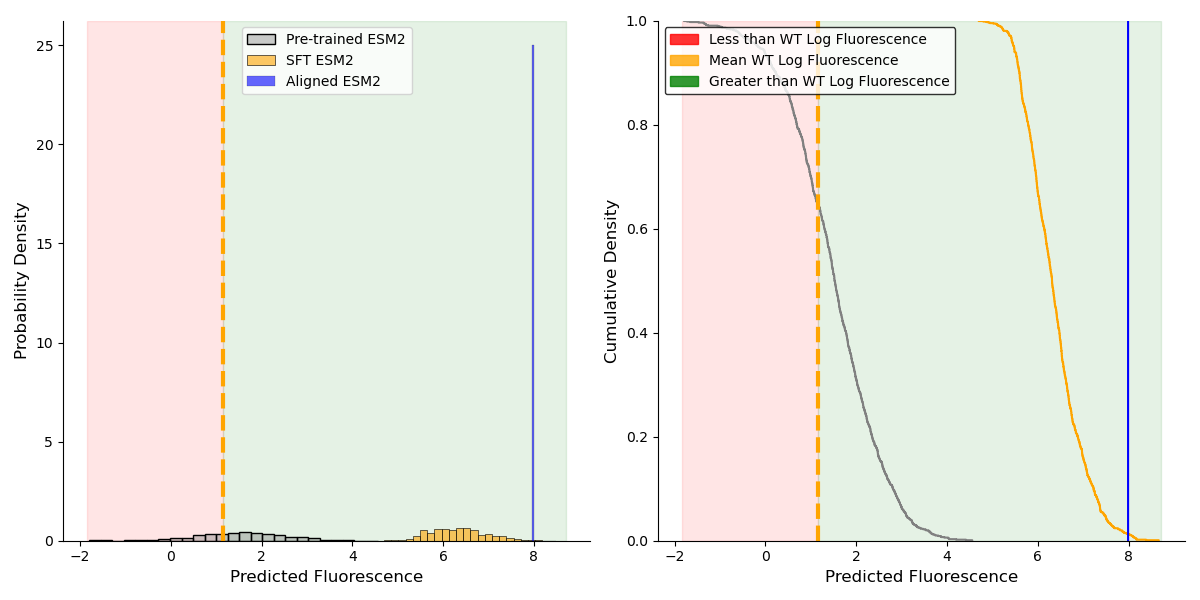 Pre-trained ESM2
SFT ESM2
Aligned ESM2
Probability Density
25
20
15
10
5
0
−2
0
2
4
6
8
Predicted Fluorescence
Less than WT Log Fluorescence
Mean WT Log Fluorescence
Greater than WT Log Fluorescence
Cumulative Density
1.0
0.8
0.6
0.4
0.2
0.0
−2
0
2
4
6
8
Predicted Fluorescence